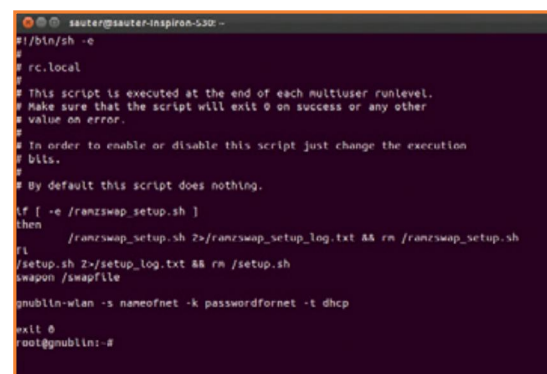 sauter@sauter-Inspiron-530: ~
#!/bin/sh -e
#
# rc.local
#
# This script is executed at the end of each multiuser runlevel.
# Make sure that the script will exit 0 on success or any other
# value on error.
#
# In order to enable or disable this script just change the execution
# bits.
#
# By default this script does nothing.
if [ -e /ramzswap_setup.sh ]
then
/ramzswap_setup.sh 2>/ramzswap_setup_log.txt && rm /ramzswap_setup.sh
fi
/setup.sh 2>/setup_log.txt && rm /setup.sh
swapon /swapfile
gnublin-wlan -s nameofnet -k passwordfornet -t dhcp
exit 0
root@gnublin:~#